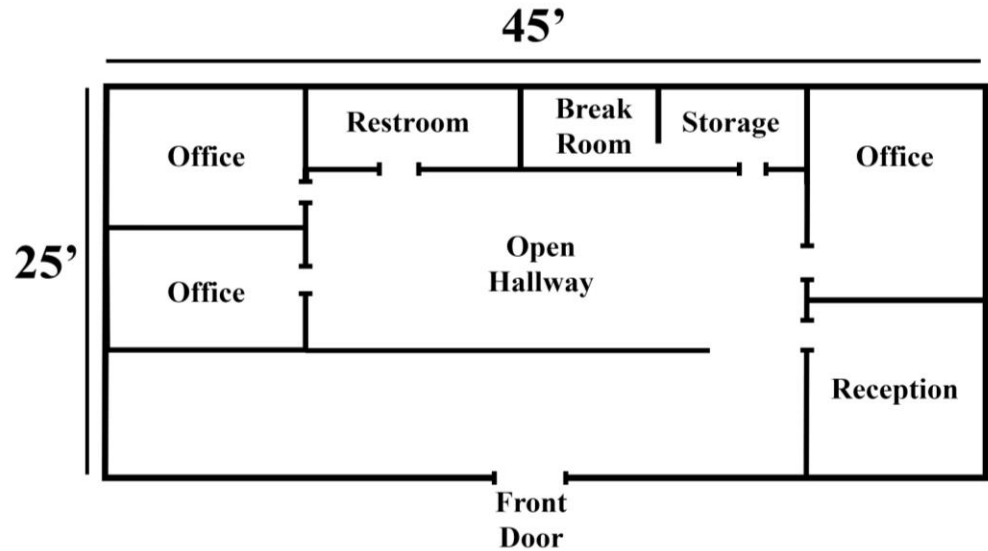 45’
Restroom
Break
Room
Storage
Office
Office
25’
Open
Hallway
Office
Reception
Front
Door